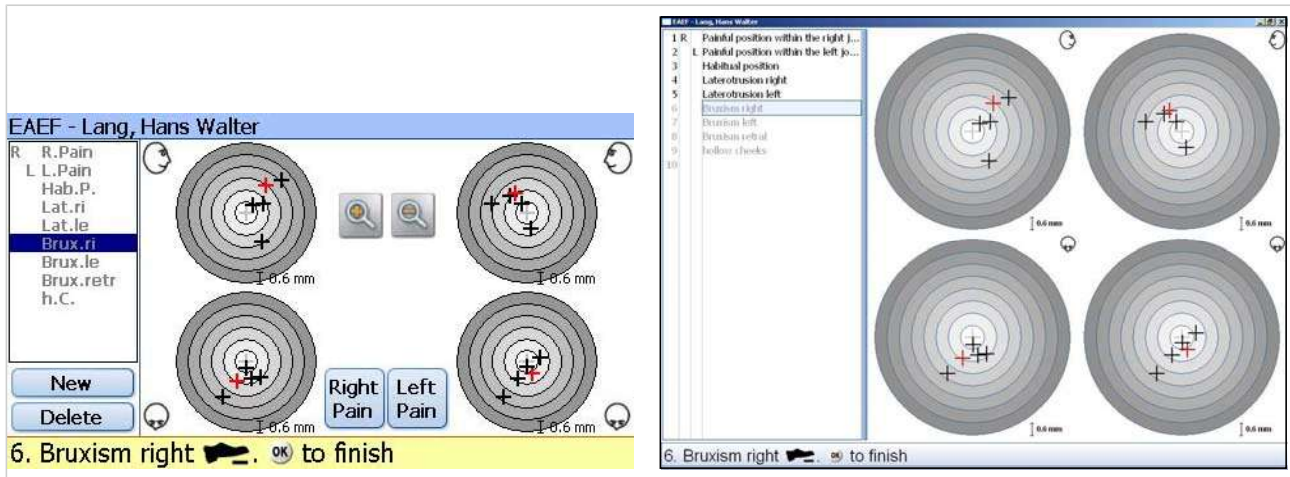 EAEF - Lang, Hans Walter
R R.Pain
L L.Pain
Hab.P.
Lat.ri
Lat.le
Brux.ri
Brux.le
Brux.retr
h.C.
New
Delete
0.6 mm
0.6 mm
0.6 mm
0.6 mm
Right Left
Pain Pain
6. Bruxism right . OK to finish
EAEF - Lang, Hans Walter
1 R Painful position within the right j...
2 L Painful position within the left jo...
3 Habitual position
4 Laterotrusion right
5 Laterotrusion left
6 Bruxism right
7 Bruxism left
8 Bruxism retral
9 hollow cheeks
10
0.6 mm
0.6 mm
0.6 mm
0.6 mm
6. Bruxism right . OK to finish